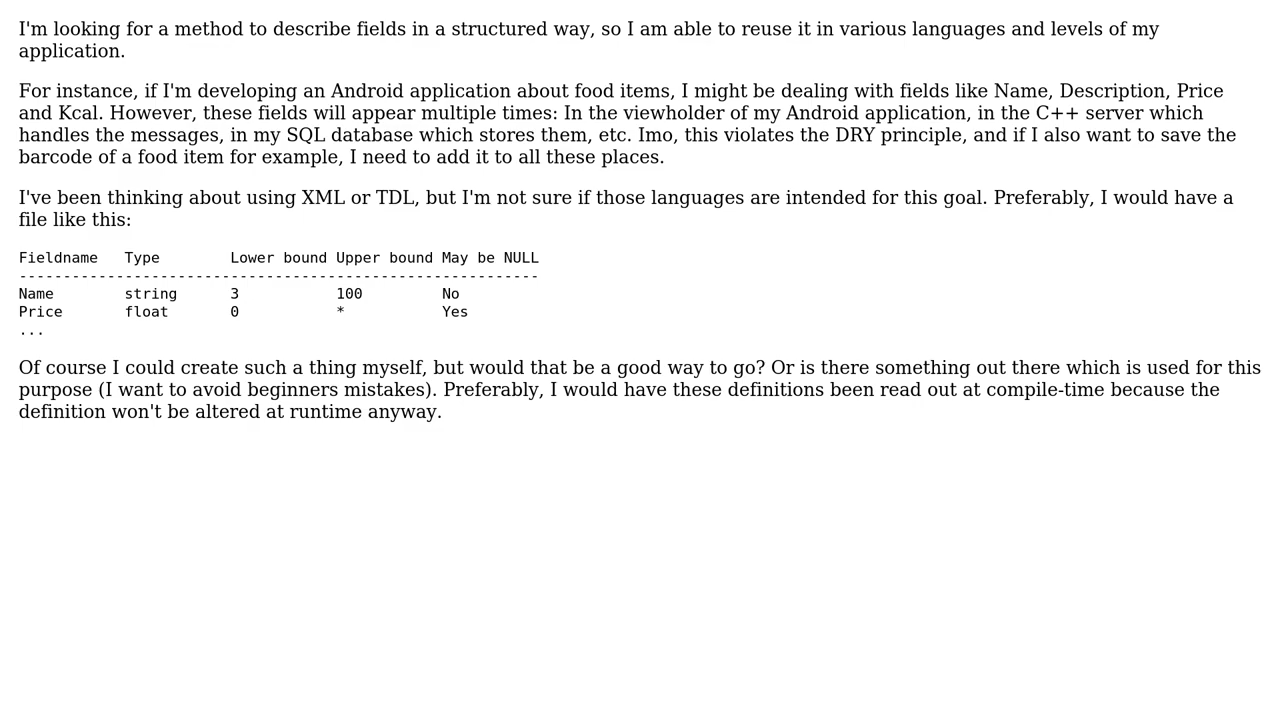 I'm looking for a method to describe fields in a structured way, so I am able to reuse it in various languages and levels of my
application.
For instance, if I'm developing an Android application about food items, I might be dealing with fields like Name, Description, Price
and Kcal. However, these fields will appear multiple times: In the viewholder of my Android application, in the C++ server which
handles the messages, in my SQL database which stores them, etc. Imo, this violates the DRY principle, and if I also want to save the
barcode of a food item for example, I need to add it to all these places.
I've been thinking about using XML or TDL, but I'm not sure if those languages are intended for this goal. Preferably, I would have a
file like this:
Fieldname   Type        Lower bound Upper bound May be NULL
-----------------------------------------------------------
Name        string      3           100         No
Price       float       0           *           Yes
...
Of course I could create such a thing myself, but would that be a good way to go? Or is there something out there which is used for this
purpose (I want to avoid beginners mistakes). Preferably, I would have these definitions been read out at compile-time because the
definition won't be altered at runtime anyway.